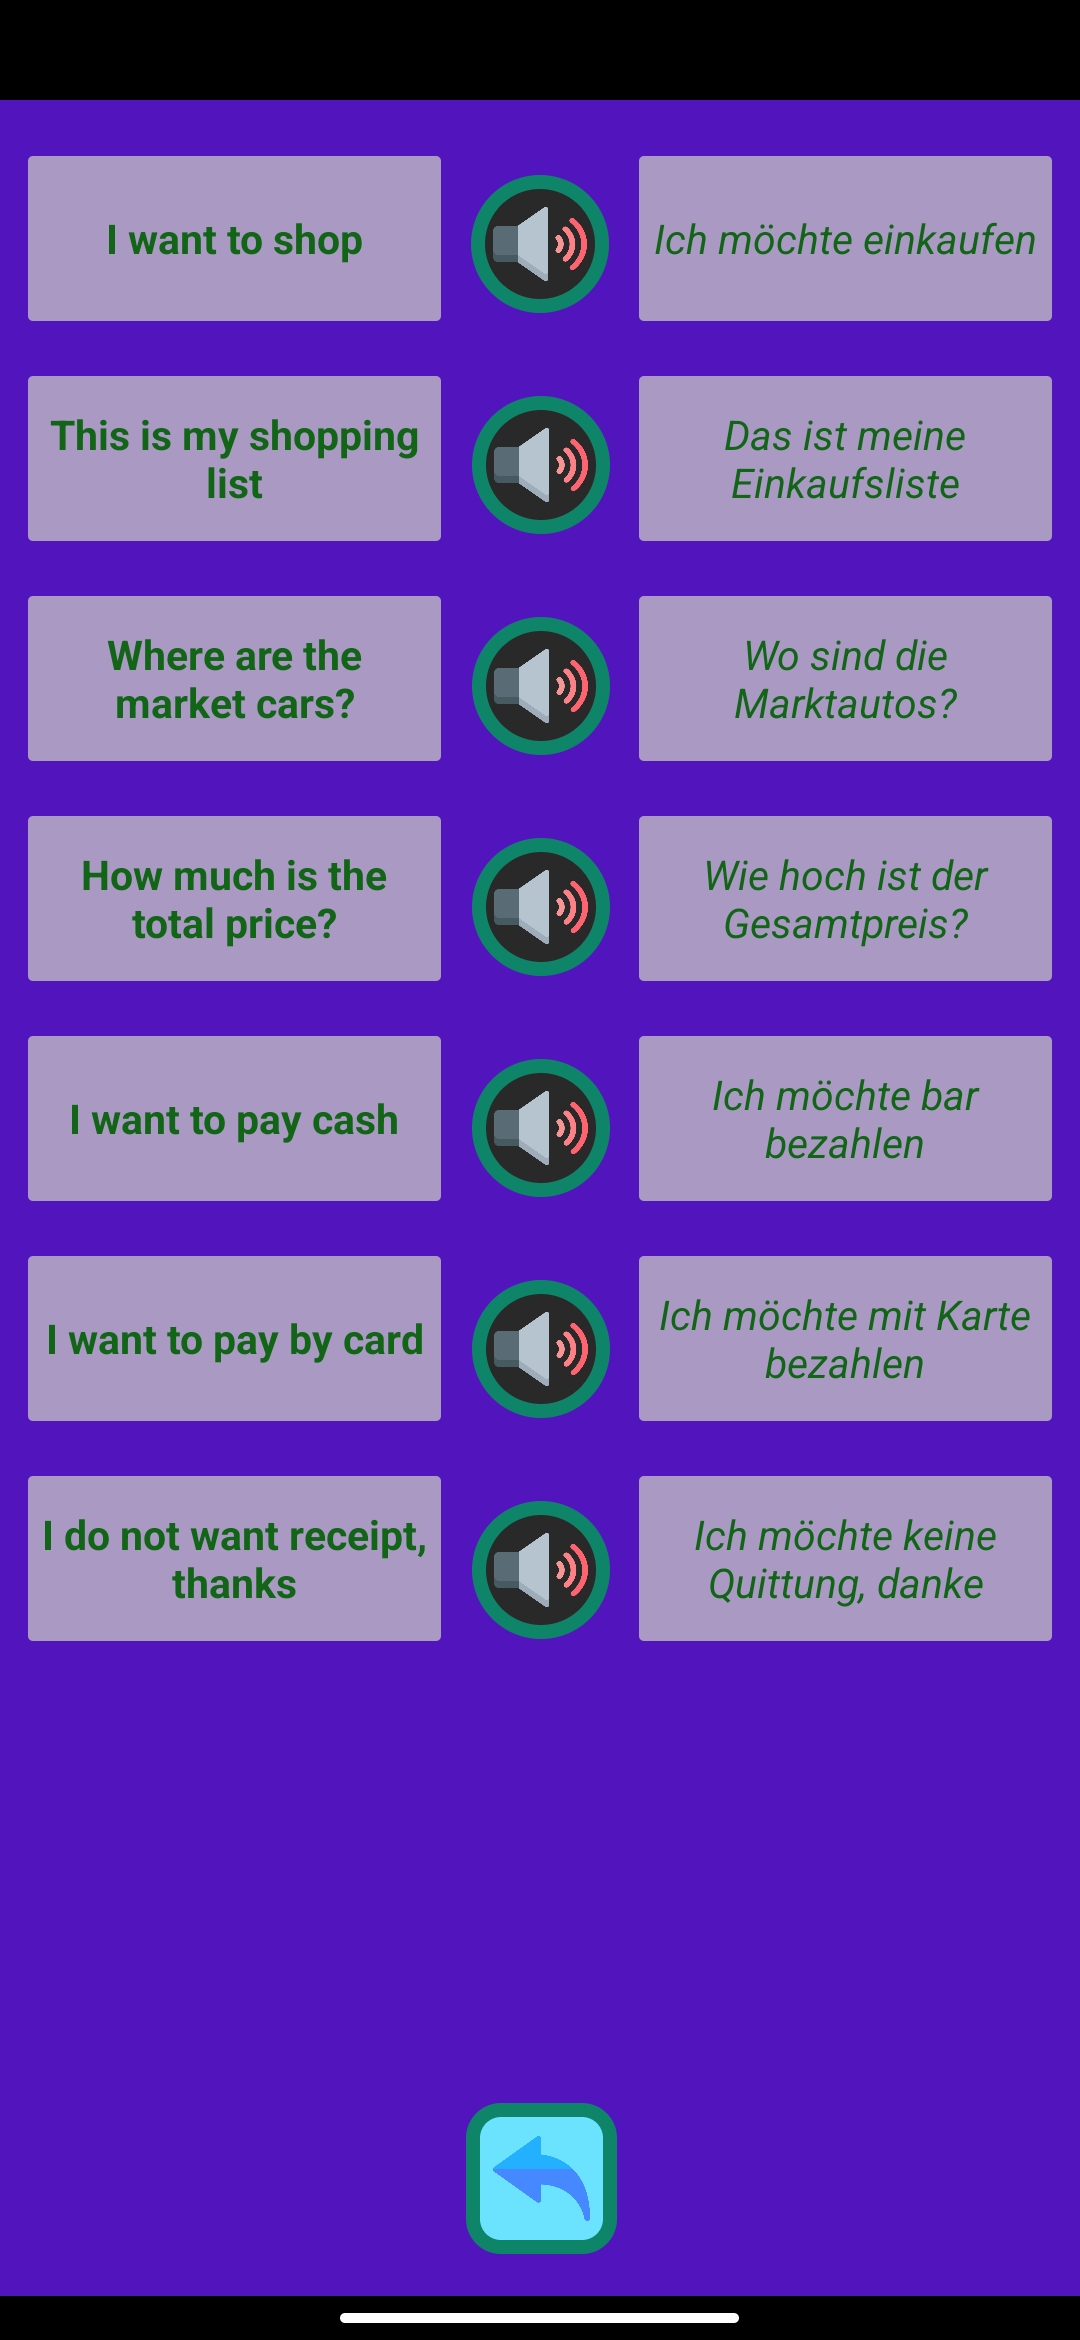 I want to shop
Ich möchte einkaufen
This is my shopping
list
Das ist meine
Einkaufsliste
Where are the
market cars?
Wo sind die
Marktautos?
How much is the
total price?
Wie hoch ist der
Gesamtpreis?
I want to pay cash
Ich möchte bar
bezahlen
I want to pay by card
Ich möchte mit Karte
bezahlen
I do not want receipt,
thanks
Ich möchte keine
Quittung, danke